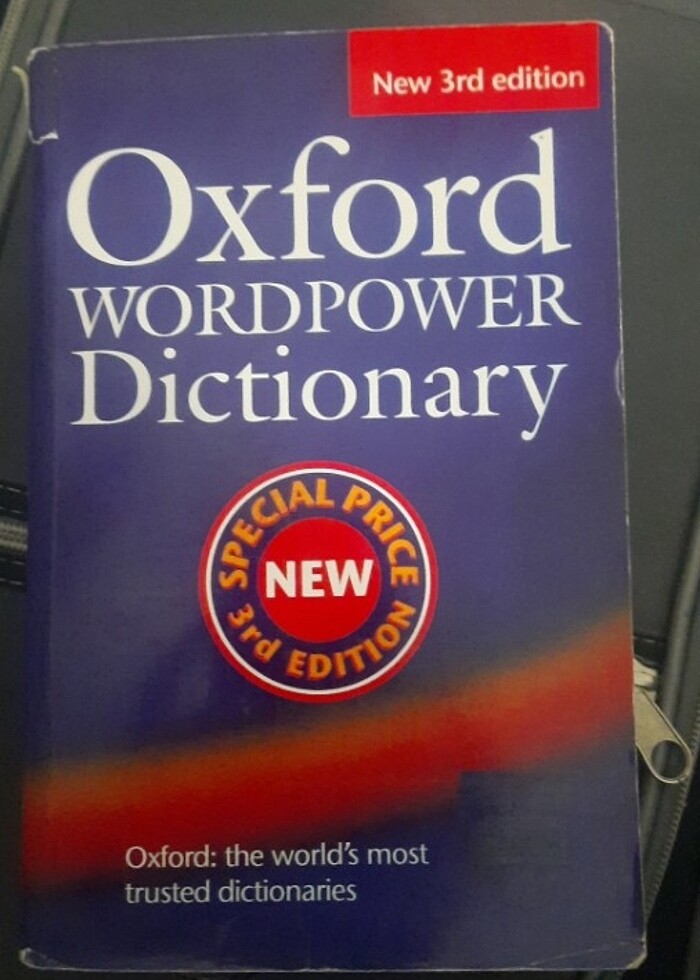 New 3rd edition
Oxford
WORDPOWER
Dictionary
SPECIAL PRICE
NEW
3rd EDITION
Oxford: the world's most
trusted dictionaries